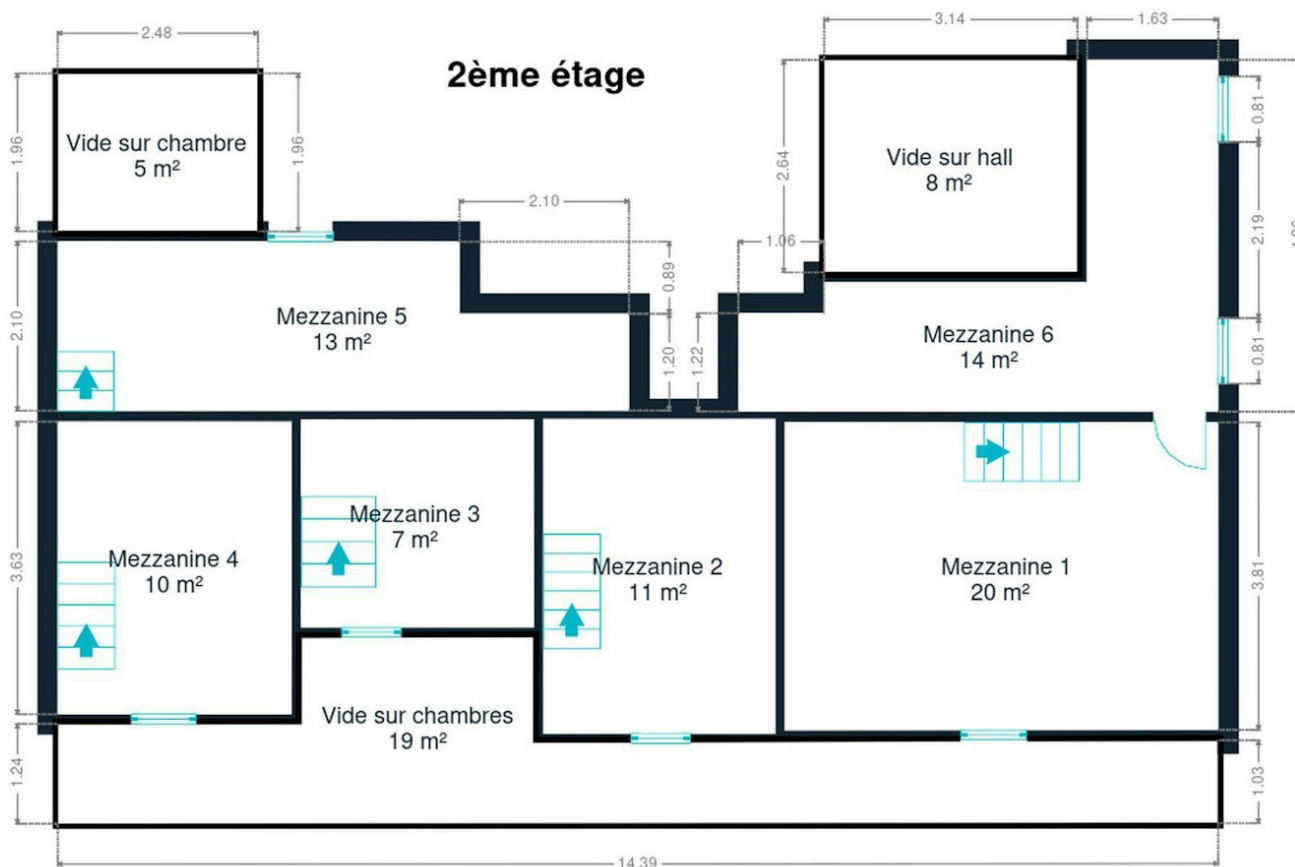 3.14
1.63
2.48
2ème étage
0.81
Vide sur chambre
5 m²
1.96
1.96
Vide sur hall
8 m²
2.64
2.19
2.10
1.06
0.89
Mezzanine 5
13 m²
2.10
Mezzanine 6
14 m²
1.20
1.22
0.81
Mezzanine 3
7 m²
Mezzanine 4
10 m²
Mezzanine 2
11 m²
Mezzanine 1
20 m²
3.63
3.81
Vide sur chambres
19 m²
1.24
1.03
14.39